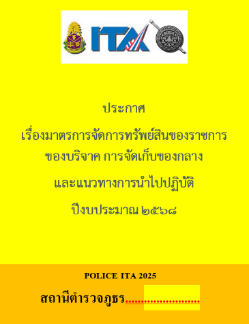 ITA
ประกาศ
เรื่องมาตรการจัดการทรัพย์สินของราชการ
ของบริจาค การจัดเก็บของกลาง
และแนวทางการนำไปปฏิบัติ
ปีงบประมาณ ๒๕๖๘
POLICE ITA 2025
สถานีตำรวจภูธร........................